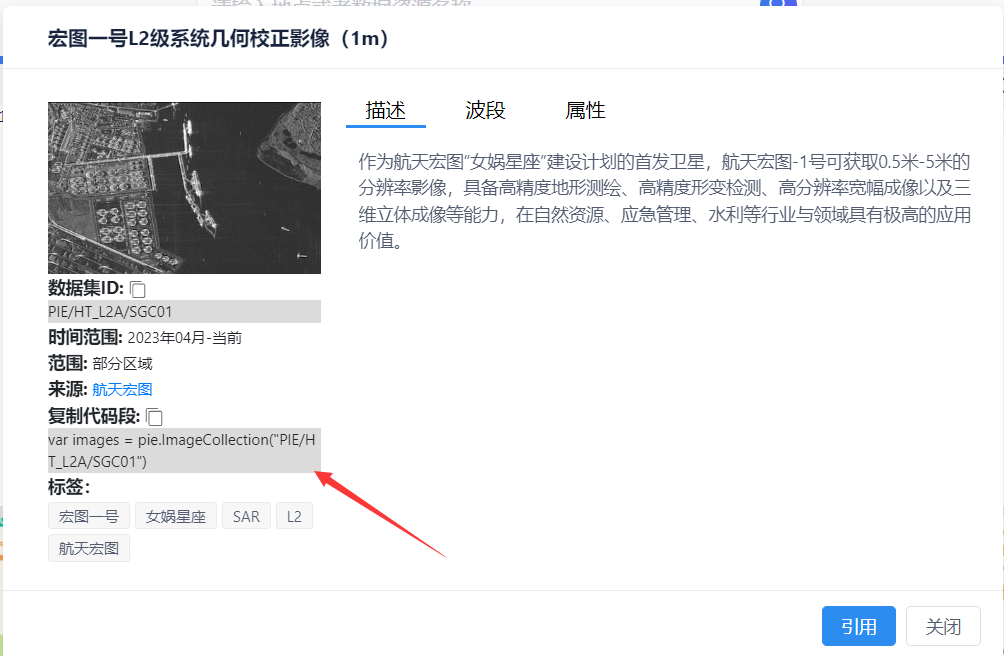 宏图一号L2级系统几何校正影像（1m）
描述
波段
属性
作为航天宏图“女娲星座”建设计划的首发卫星，航天宏图-1号可获取0.5米-5米的
分辨率影像，具备高精度地形测绘、高精度形变检测、高分辨率宽幅成像以及三
维立体成像等能力，在自然资源、应急管理、水利等行业与领域具有极高的应用
价值。
数据集ID:
PIE/HT_L2A/SGC01
时间范围: 2023年04月-当前
范围: 部分区域
来源: 航天宏图
复制代码段:
var images = pie.ImageCollection("PIE/H
T_L2A/SGC01")
标签:
宏图一号 女娲星座 SAR L2
航天宏图
引用 关闭